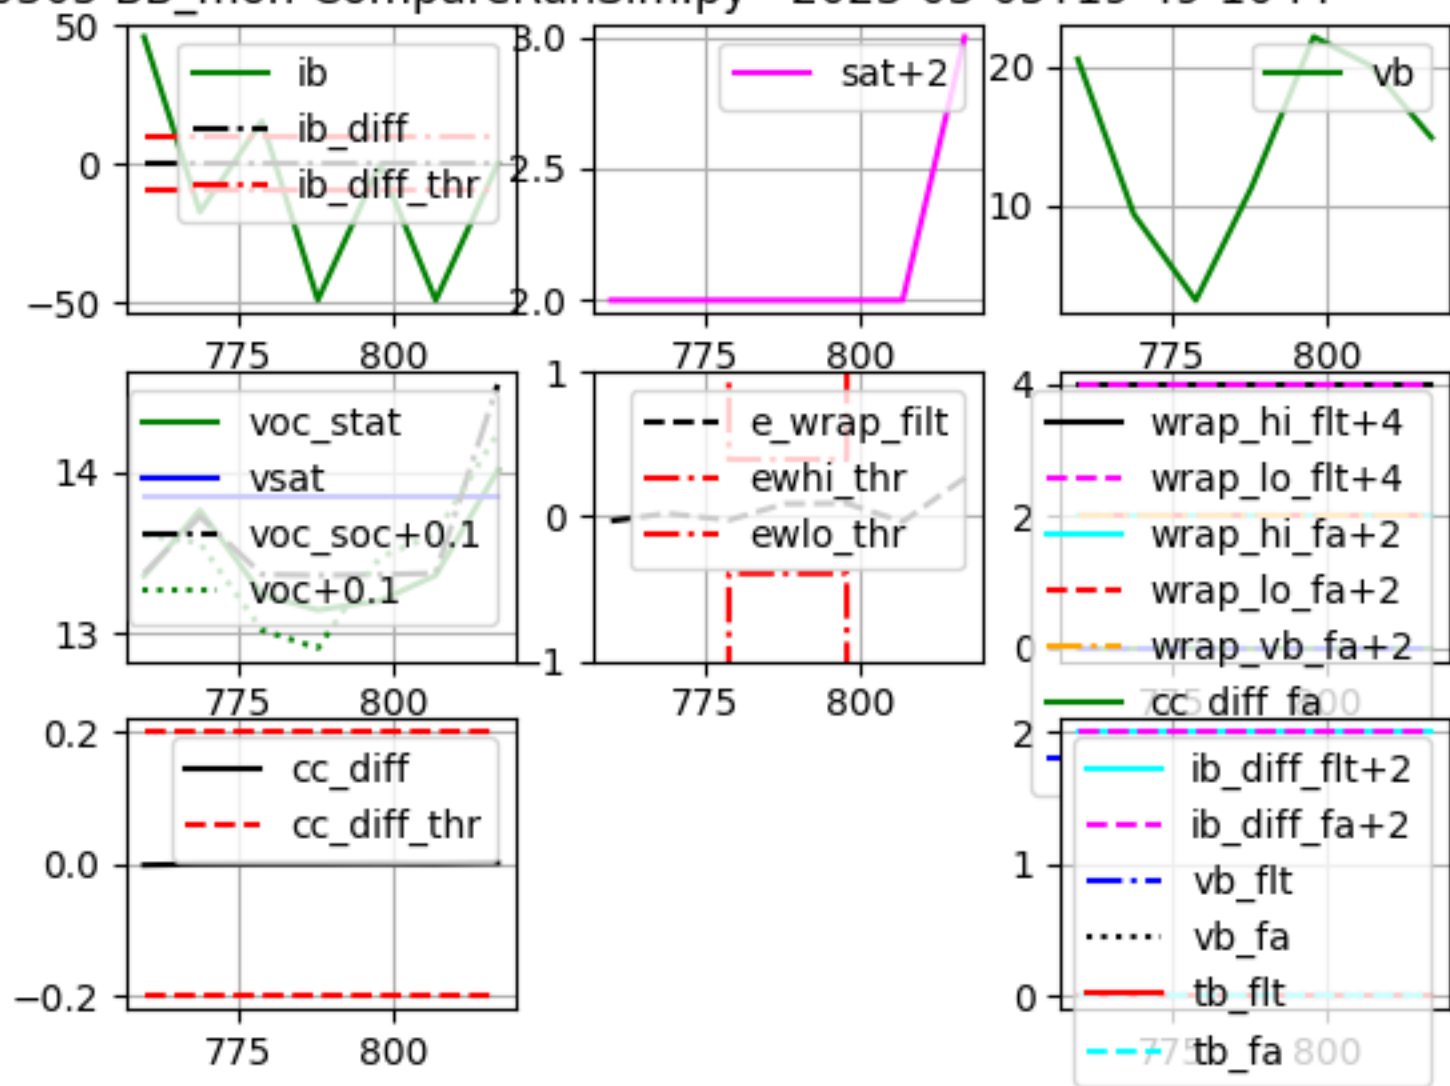 50
ib
ib_diff
ib_diff_thr
0
−50
775
800
3.0
sat+2
2.5
2.0
775
800
20
vb
10
775
800
voc_stat
14
vsat
voc_soc+0.1
voc+0.1
13
775
800
1
e_wrap_filt
ewhi_thr
0
ewlo_thr
−1
775
800
4
wrap_hi_flt+4
wrap_lo_flt+4
2
wrap_hi_fa+2
wrap_lo_fa+2
0
wrap_vb_fa+2
775
800
cc_diff_fa
0.2
cc_diff
cc_diff_thr
0.0
−0.2
775
800
2
ib_diff_flt+2
ib_diff_fa+2
1
vb_flt
vb_fa
0
tb_flt
tb_fa
775
800